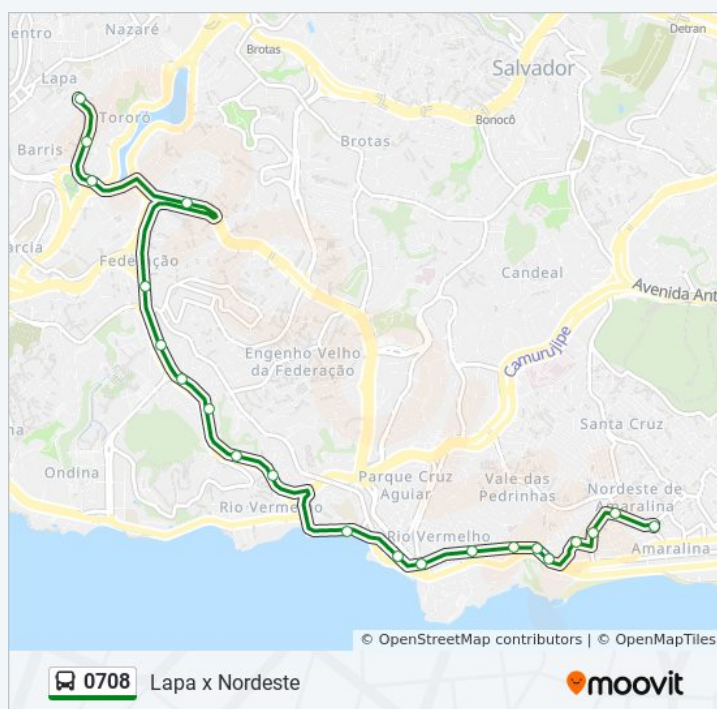 entro
Nazaré
Brotas
Detran
Salvador
Lapa
Tororó
Bonocô
Barris
Brotas
arcia
Federação
Candeal
Avenida Ant
Camurujipe
Engenho Velho
da Federação
na
Santa Cruz
Ondina
Parque Cruz
Aguiar
Vale das
Pedrinhas
Nordeste de
Amaralina
Rio Vermelho
Rio Vermelho
Amaralina
© OpenStreetMap contributors | © OpenMapTiles
0708 Lapa x Nordeste
moovit